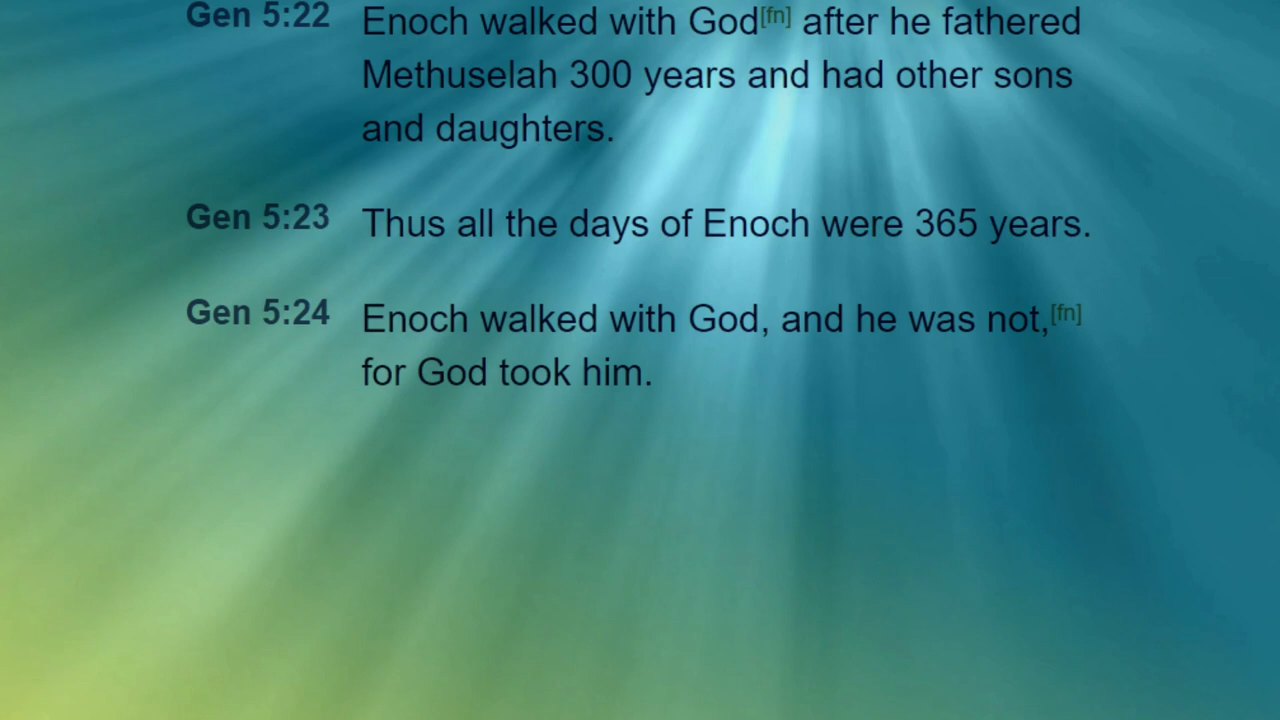 Gen 5:22 Enoch walked with God[fn] after he fathered
Methuselah 300 years and had other sons
and daughters.
Gen 5:23 Thus all the days of Enoch were 365 years.
Gen 5:24 Enoch walked with God, and he was not,[fn]
for God took him.